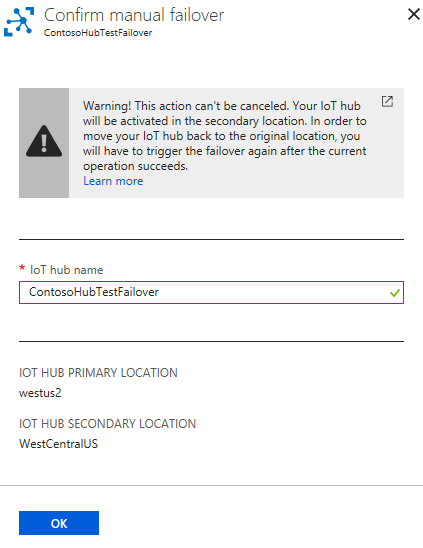 Confirm manual failover
ContosoHubTestFailover
Warning! This action can't be canceled. Your IoT hub
will be activated in the secondary location. In order to
move your IoT hub back to the original location, you
will have to trigger the failover again after the current
operation succeeds.
Learn more
* IoT hub name
ContosoHubTestFailover
IOT HUB PRIMARY LOCATION
westus2
IOT HUB SECONDARY LOCATION
WestCentralUS
OK